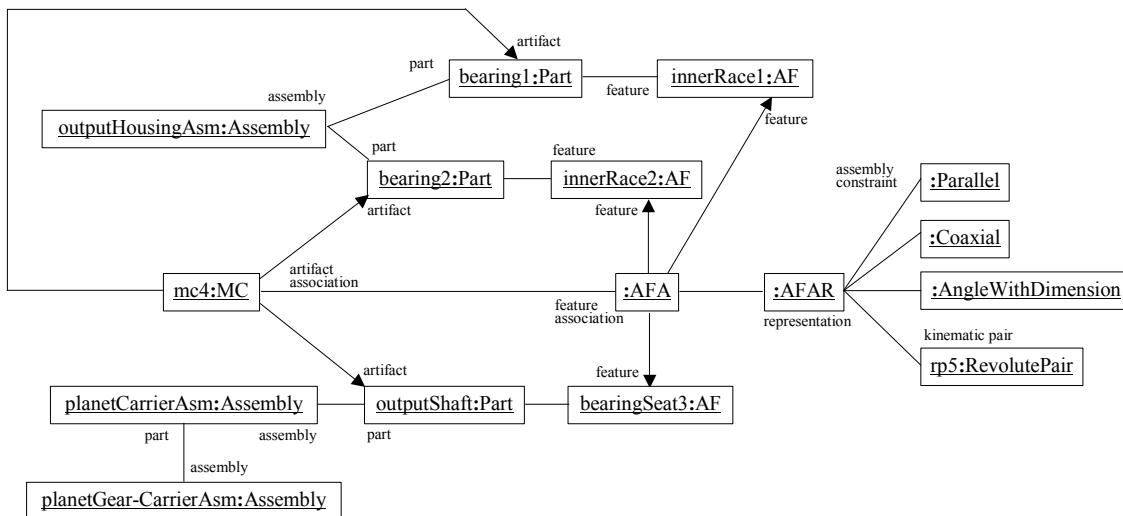 artifact
part
bearing1:Part
innerRace1:AF
feature
assembly
feature
outputHousingAsm:Assembly
part
feature
bearing2:Part
innerRace2:AF
artifact
feature
assembly
constraint
:Parallel
:Coaxial
mc4:MC
artifact
association
:AFA
feature
association
:AFAR
representation
:AngleWithDimension
kinematic pair
rp5:RevolutePair
artifact
feature
planetCarrierAsm:Assembly
outputShaft:Part
bearingSeat3:AF
part
assembly
part
assembly
planetGear-CarrierAsm:Assembly